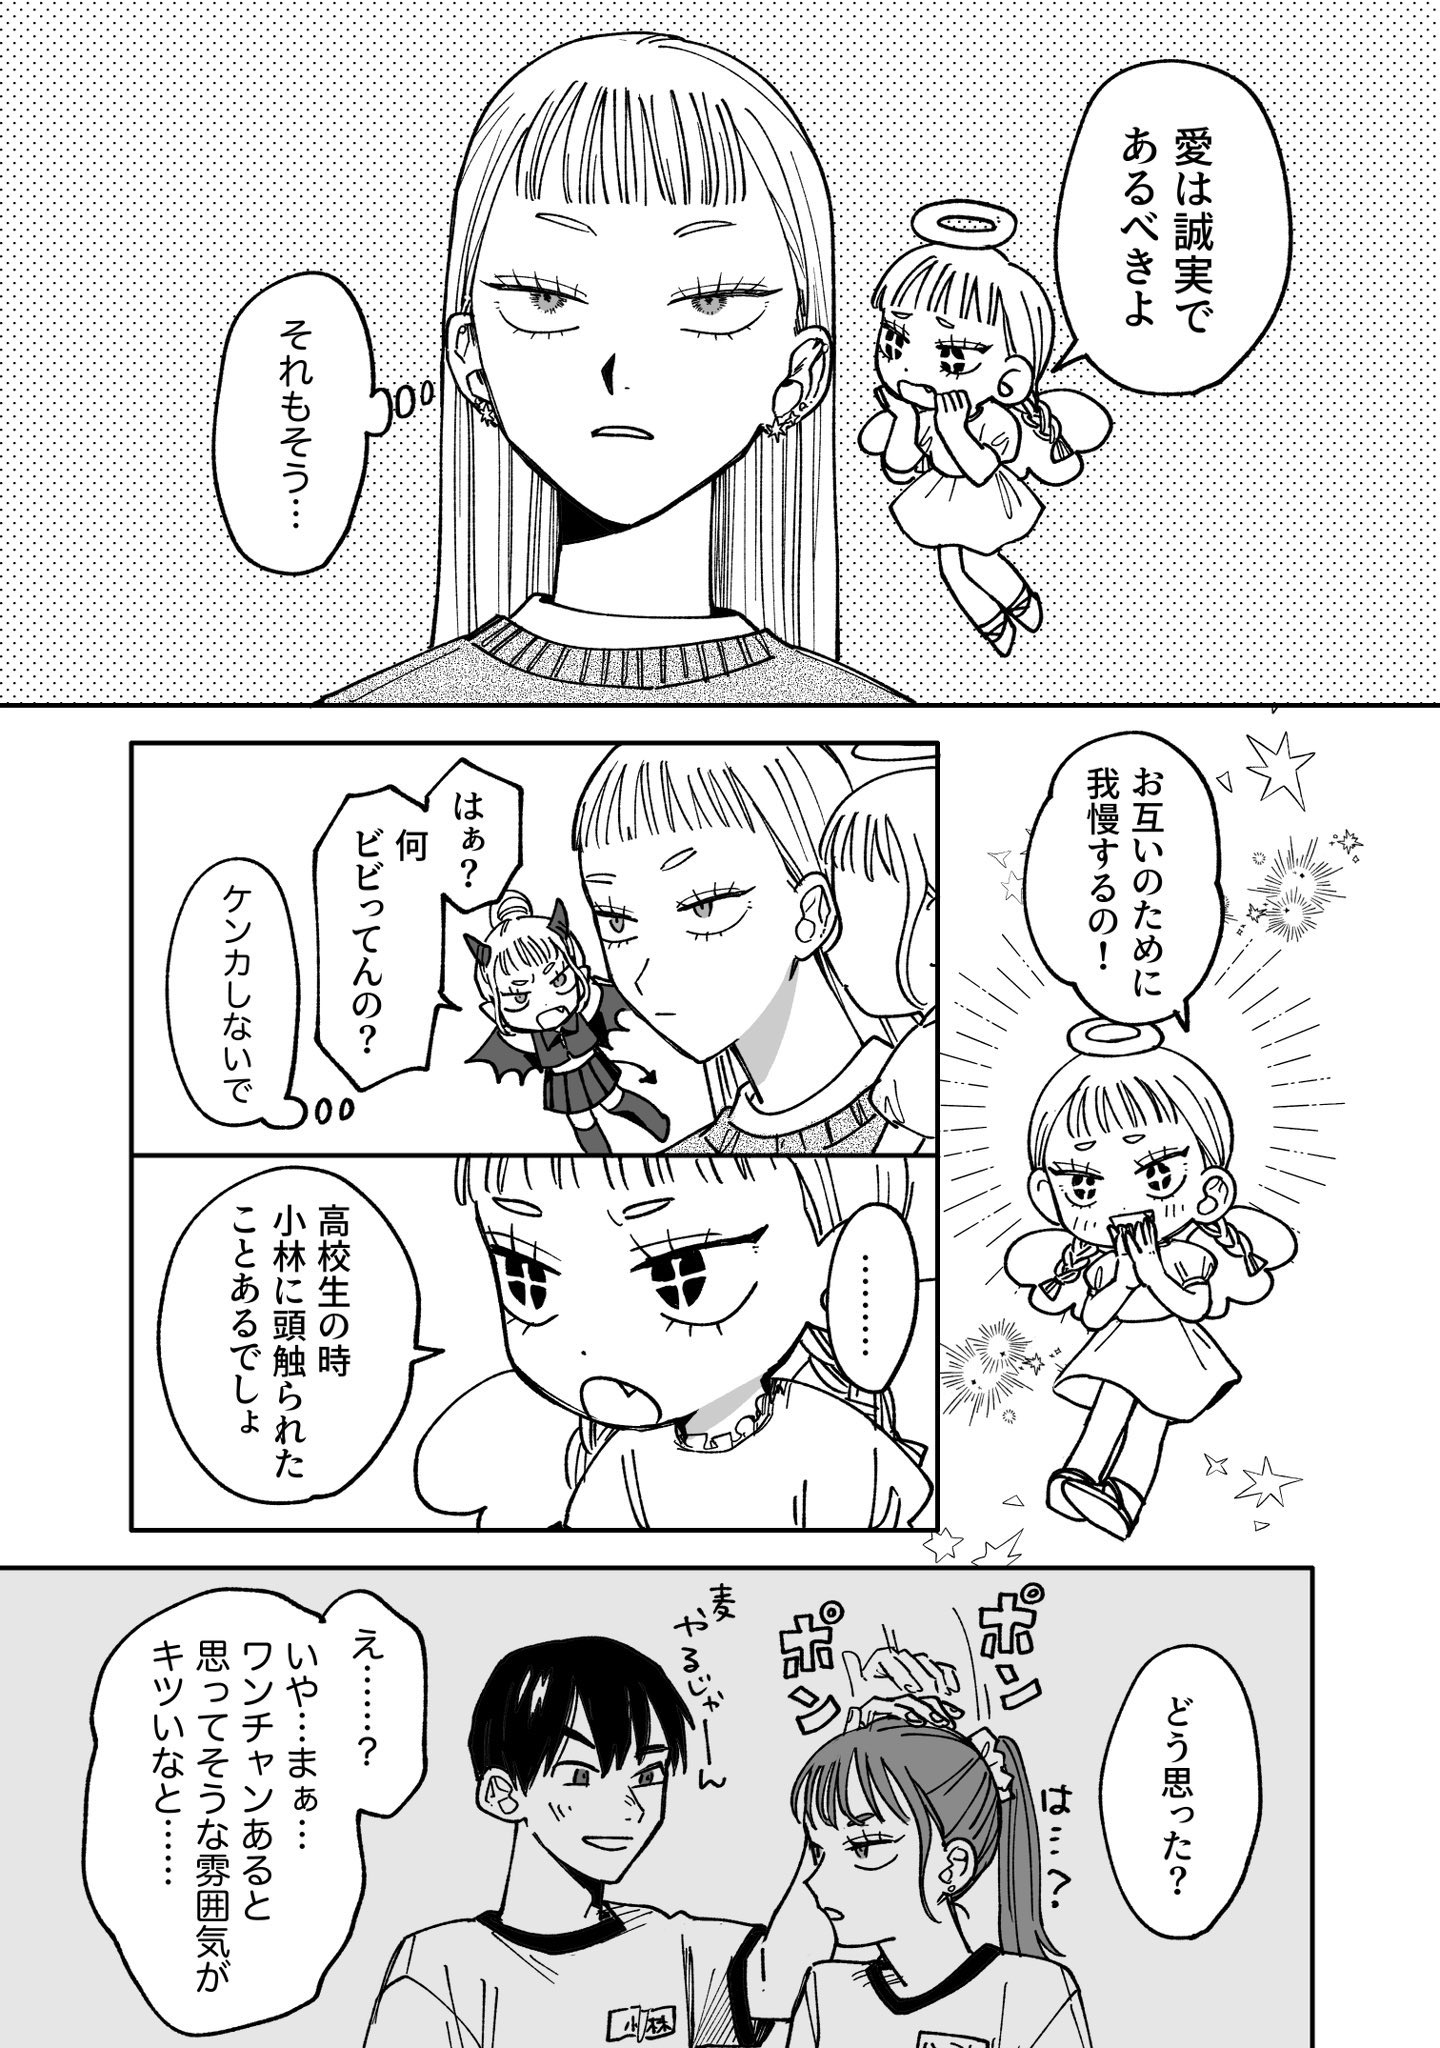 愛は誠実で
あるべきよ
それもそう…
お互いのために
我慢するの！
はぁ？
何
ビビってんの？
ケンカしないで
………
高校生の時
小林に頭触られた
ことあるでしょ
どう思った？
ポン
ポン
は…？
麦
やるじゃーん
小林
え……？
いや…まぁ…
ワンチャンあると
思ってそうな雰囲気が
キツいなと……